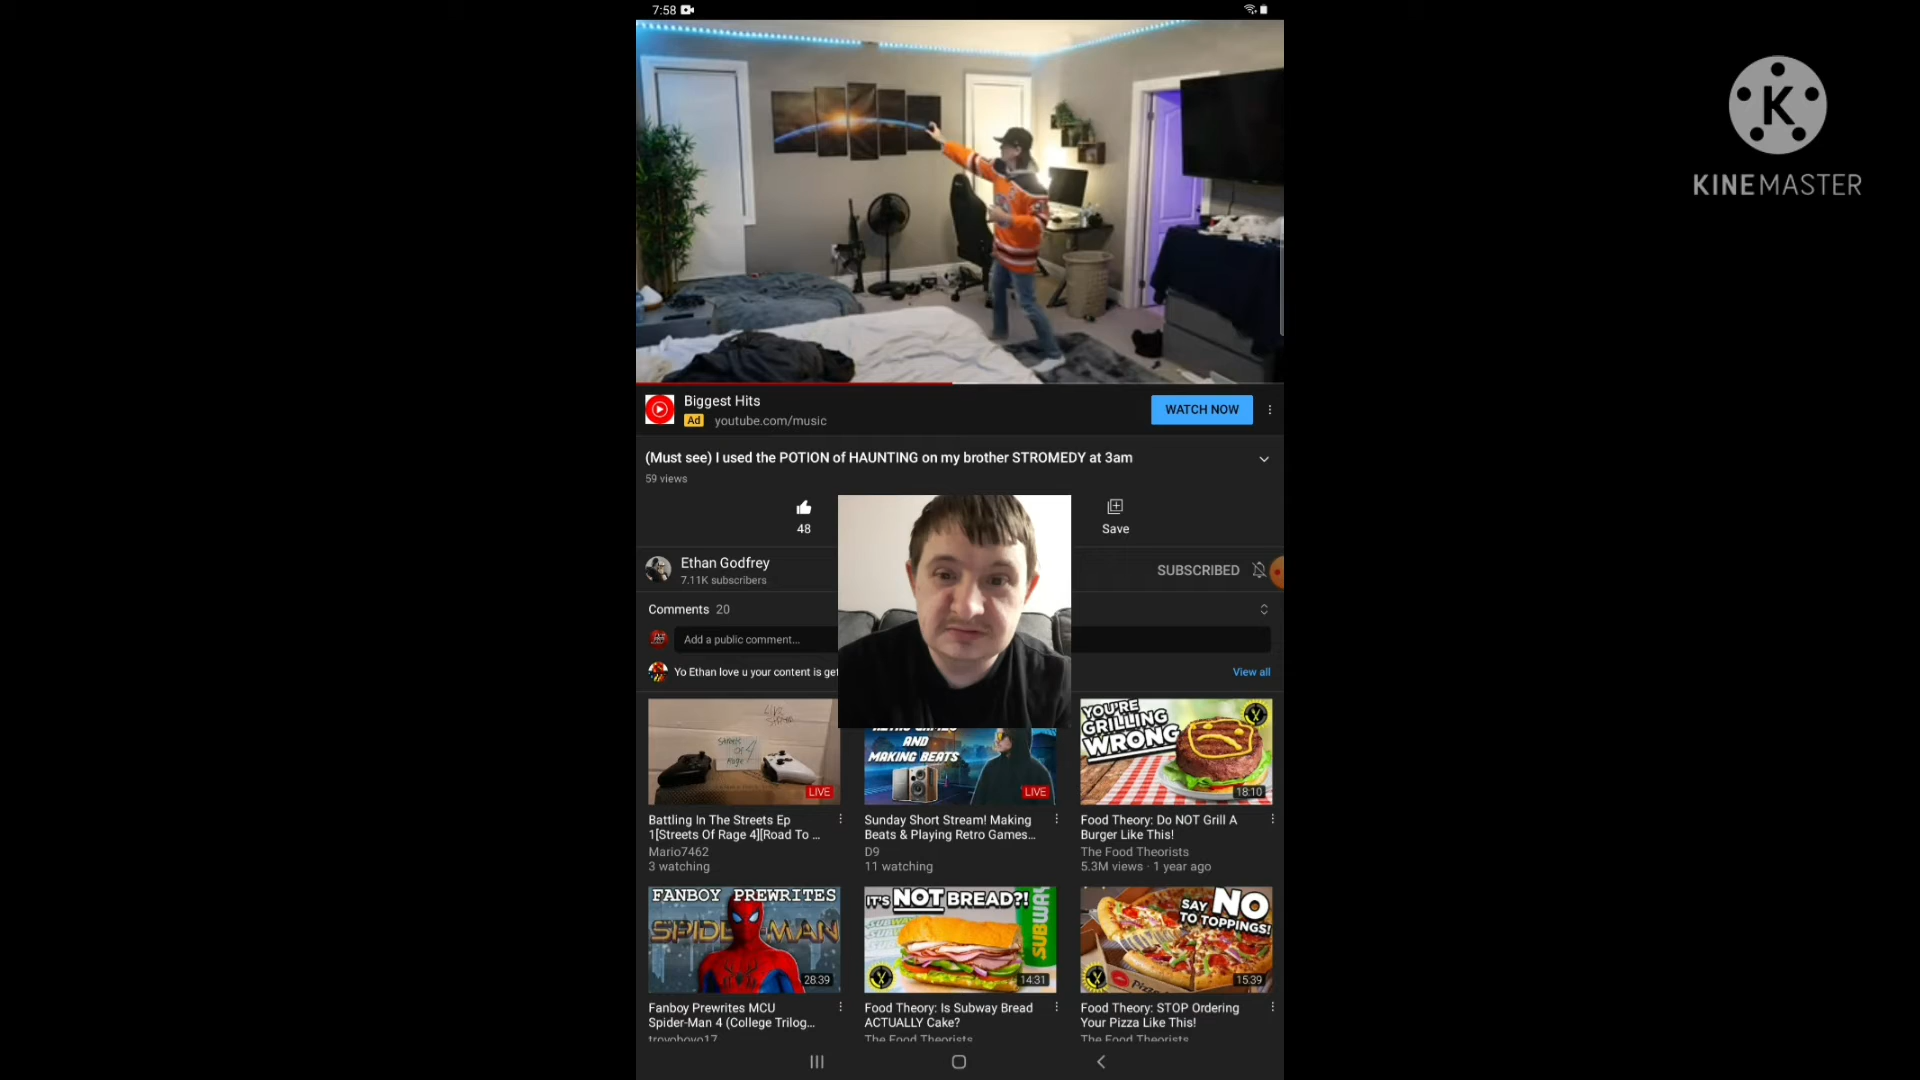 7:58
KINEMASTER
Biggest Hits
WATCH NOW
Ad youtube.com/music
(Must see) I used the POTION of HAUNTING on my brother STROMEDY at 3am
59 views
48
Save
Ethan Godfrey
7.11K subscribers
SUBSCRIBED
Comments 20
Add a public comment...
Yo Ethan love u your content is
View all
LIVE
AND
MAKING BEATS
LIVE
YOU'RE
GRILLING
WRONG
18:10
Battling In The Streets Ep
1[Streets Of Rage 4][Road To ...
Mario7462
3 watching
Sunday Short Stream! Making
Beats & Playing Retro Games...
D9
11 watching
Food Theory: Do NOT Grill A
Burger Like This!
The Food Theorists
5.3M views · 1 year ago
FANBOY PREWRITES
SPIDER-MAN
28:39
IT'S NOT BREAD?!
SUBWAY
14:31
SAY NO
TO TOPPINGS!
15:39
Fanboy Prewrites MCU
Spider-Man 4 (College Trilog...
troyoboyo17
Food Theory: Is Subway Bread
ACTUALLY Cake?
The Food Theorists
Food Theory: STOP Ordering
Your Pizza Like This!
The Food Theorists